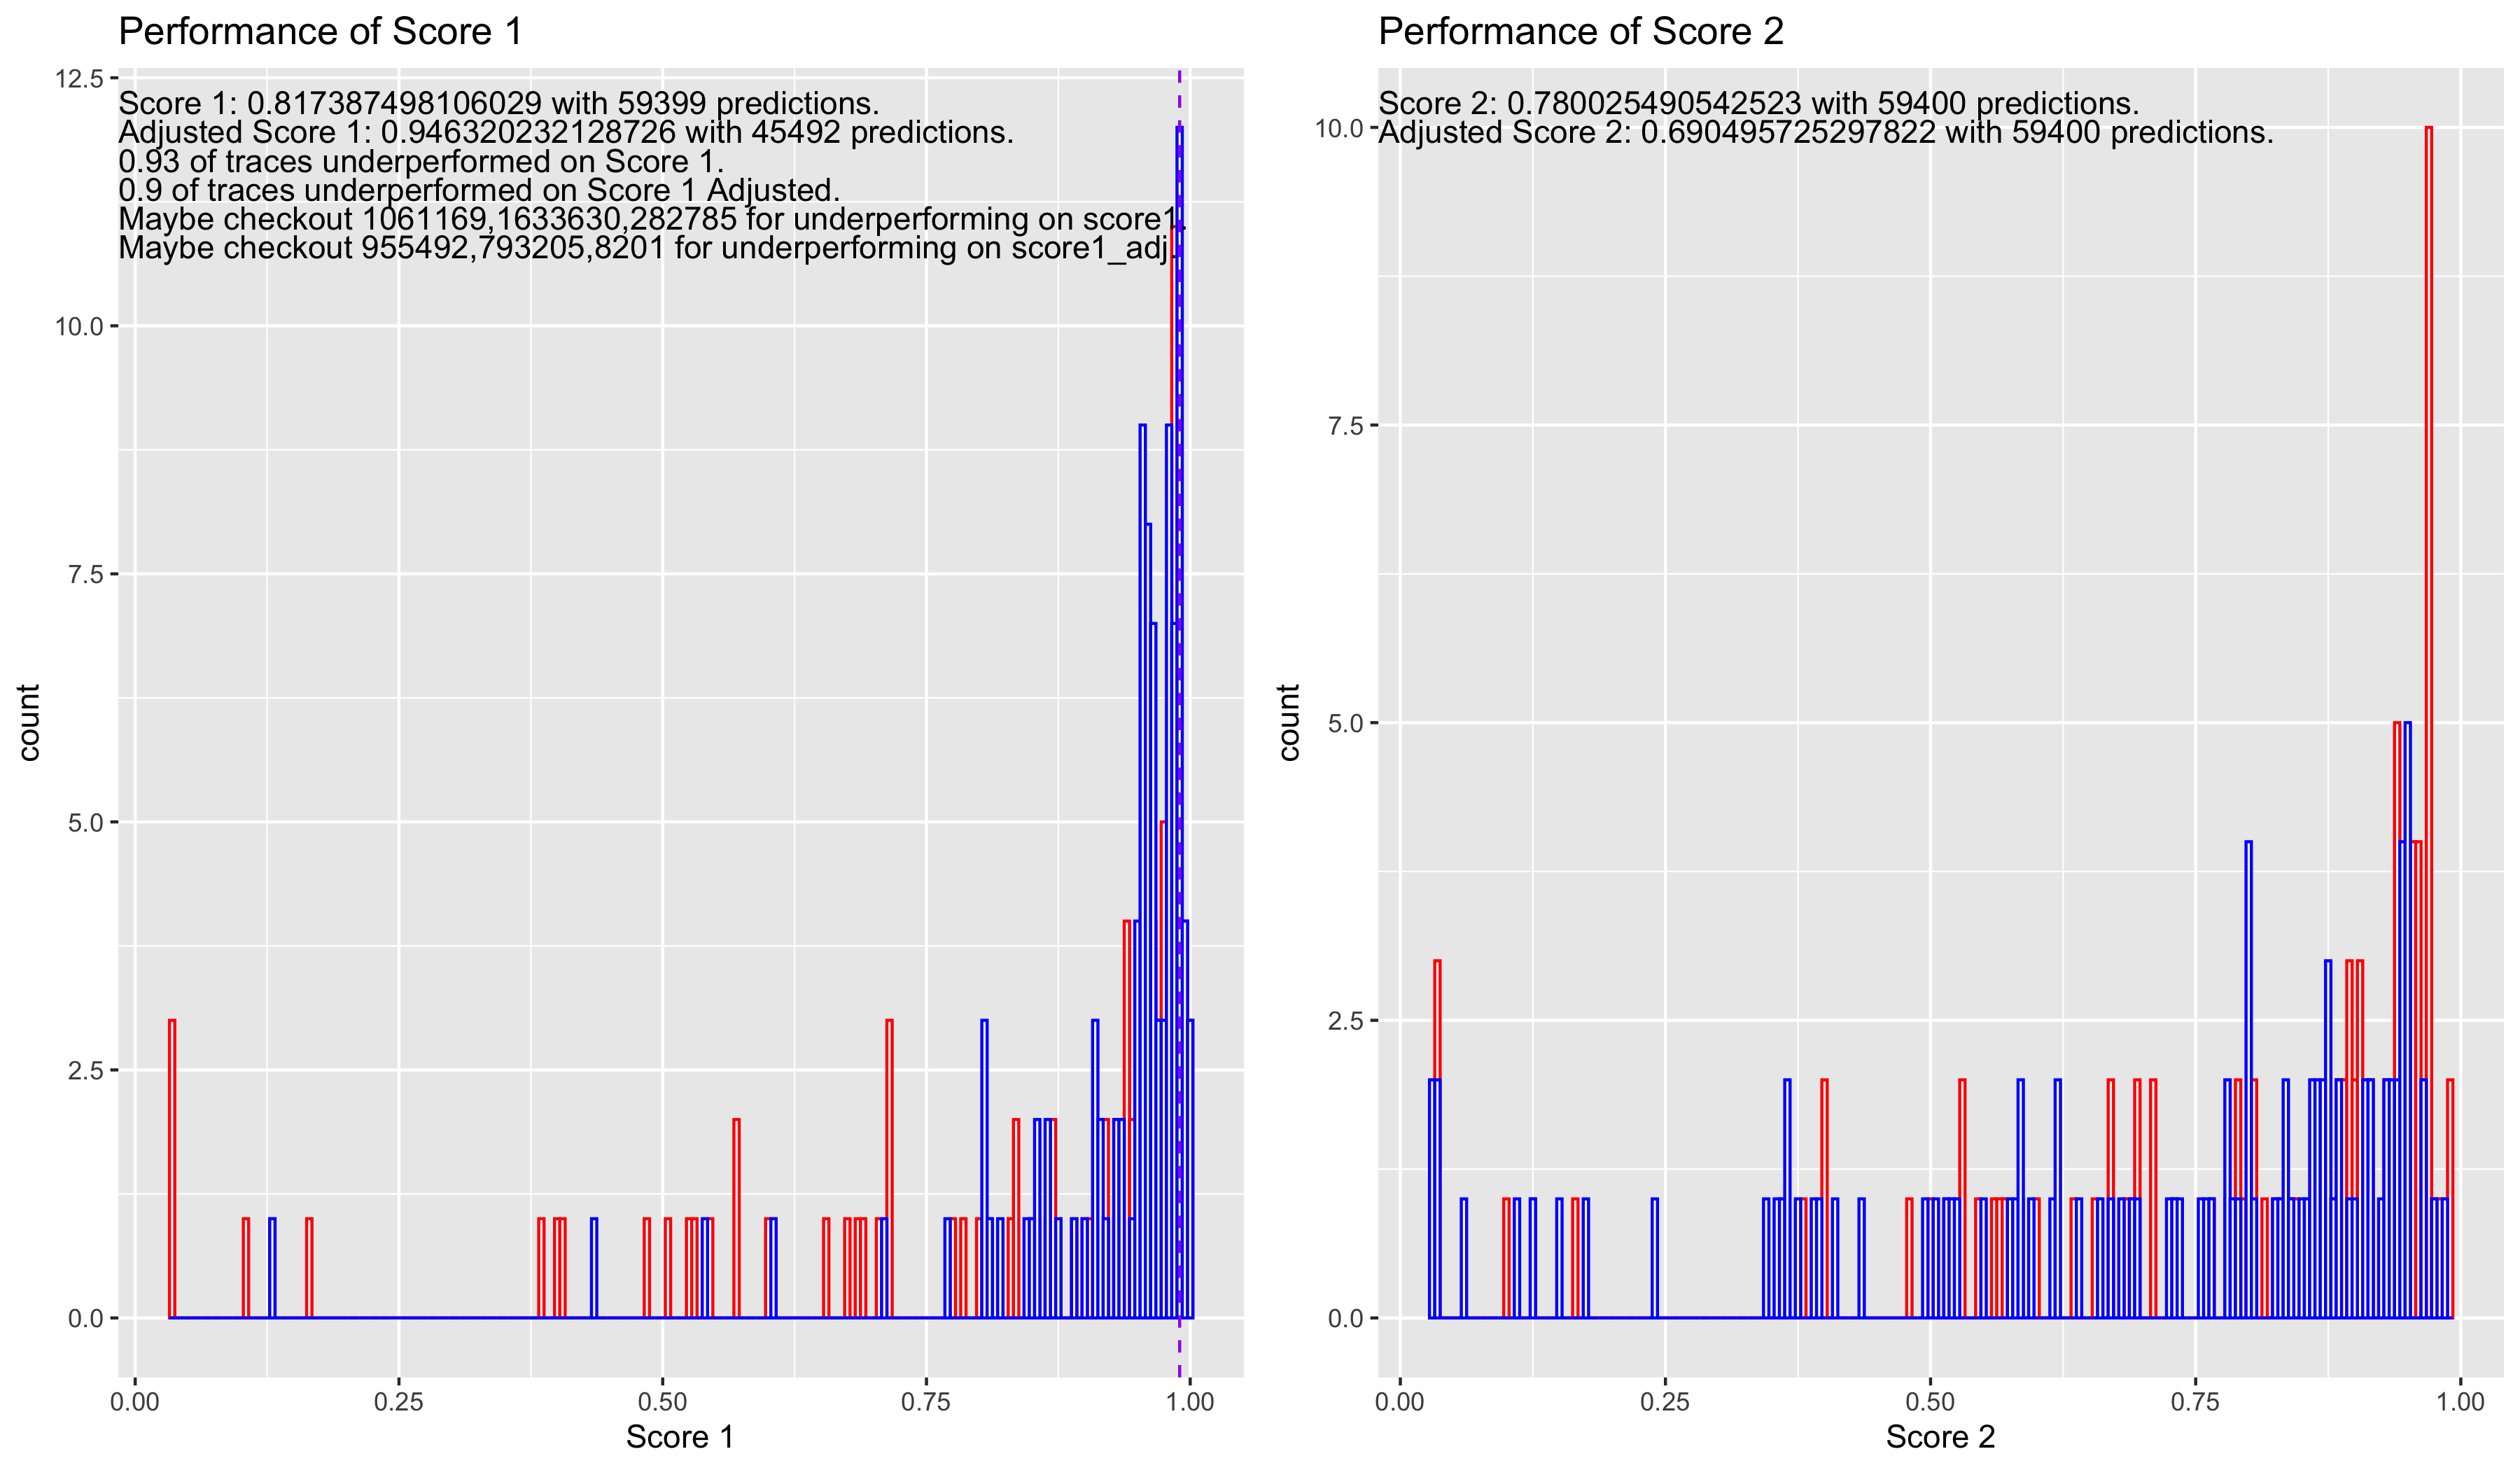 Performance of Score 1
12.5
10.0
7.5
5.0
2.5
0.0
count
Score 1: 0.817387498106029 with 59399 predictions.
Adjusted Score 1: 0.946320232128726 with 45492 predictions.
0.93 of traces underperformed on Score 1.
0.9 of traces underperformed on Score 1 Adjusted.
Maybe checkout 1061169,1633630,282785 for underperforming on score1.
Maybe checkout 955492,793205,8201 for underperforming on score1_adj.
0.00 0.25 0.50 0.75 1.00
Score 1
Performance of Score 2
10.0
7.5
5.0
2.5
0.0
count
Score 2: 0.780025490542523 with 59400 predictions.
Adjusted Score 2: 0.690495725297822 with 59400 predictions.
0.00 0.25 0.50 0.75 1.00
Score 2